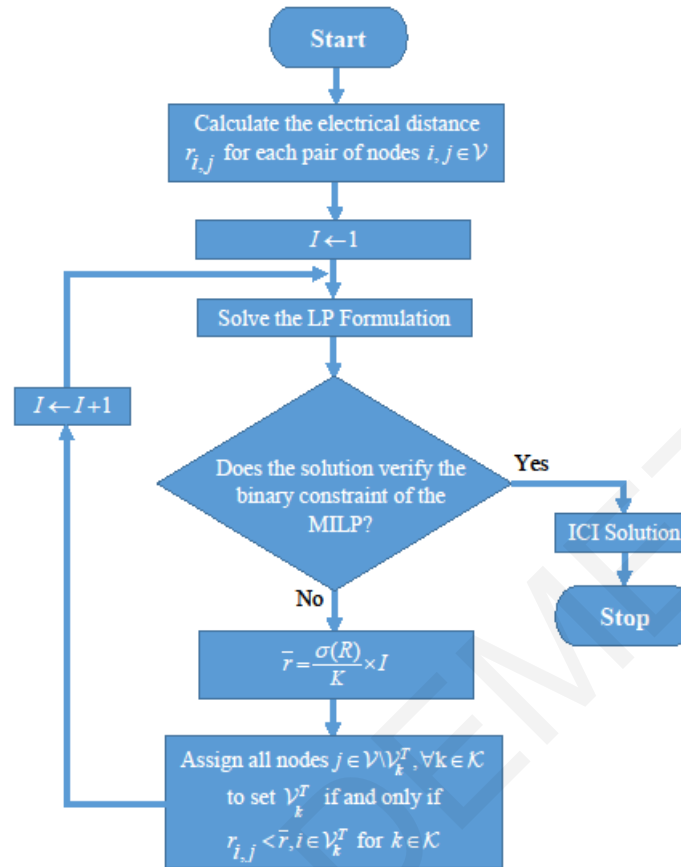 Start
Calculate the electrical distance
r_{i,j} for each pair of nodes i, j ∈ 𝒱
I ← 1
Solve the LP Formulation
I ← I+1
Does the solution verify the
binary constraint of the
MILP?
Yes
ICI Solution
Stop
No
r̄ = σ(R)/K × I
Assign all nodes j ∈ 𝒱\𝒱_k^T, ∀k ∈ 𝒦
to set 𝒱_k^T if and only if
r_{i,j} < r̄, i ∈ 𝒱_k^T for k ∈ 𝒦